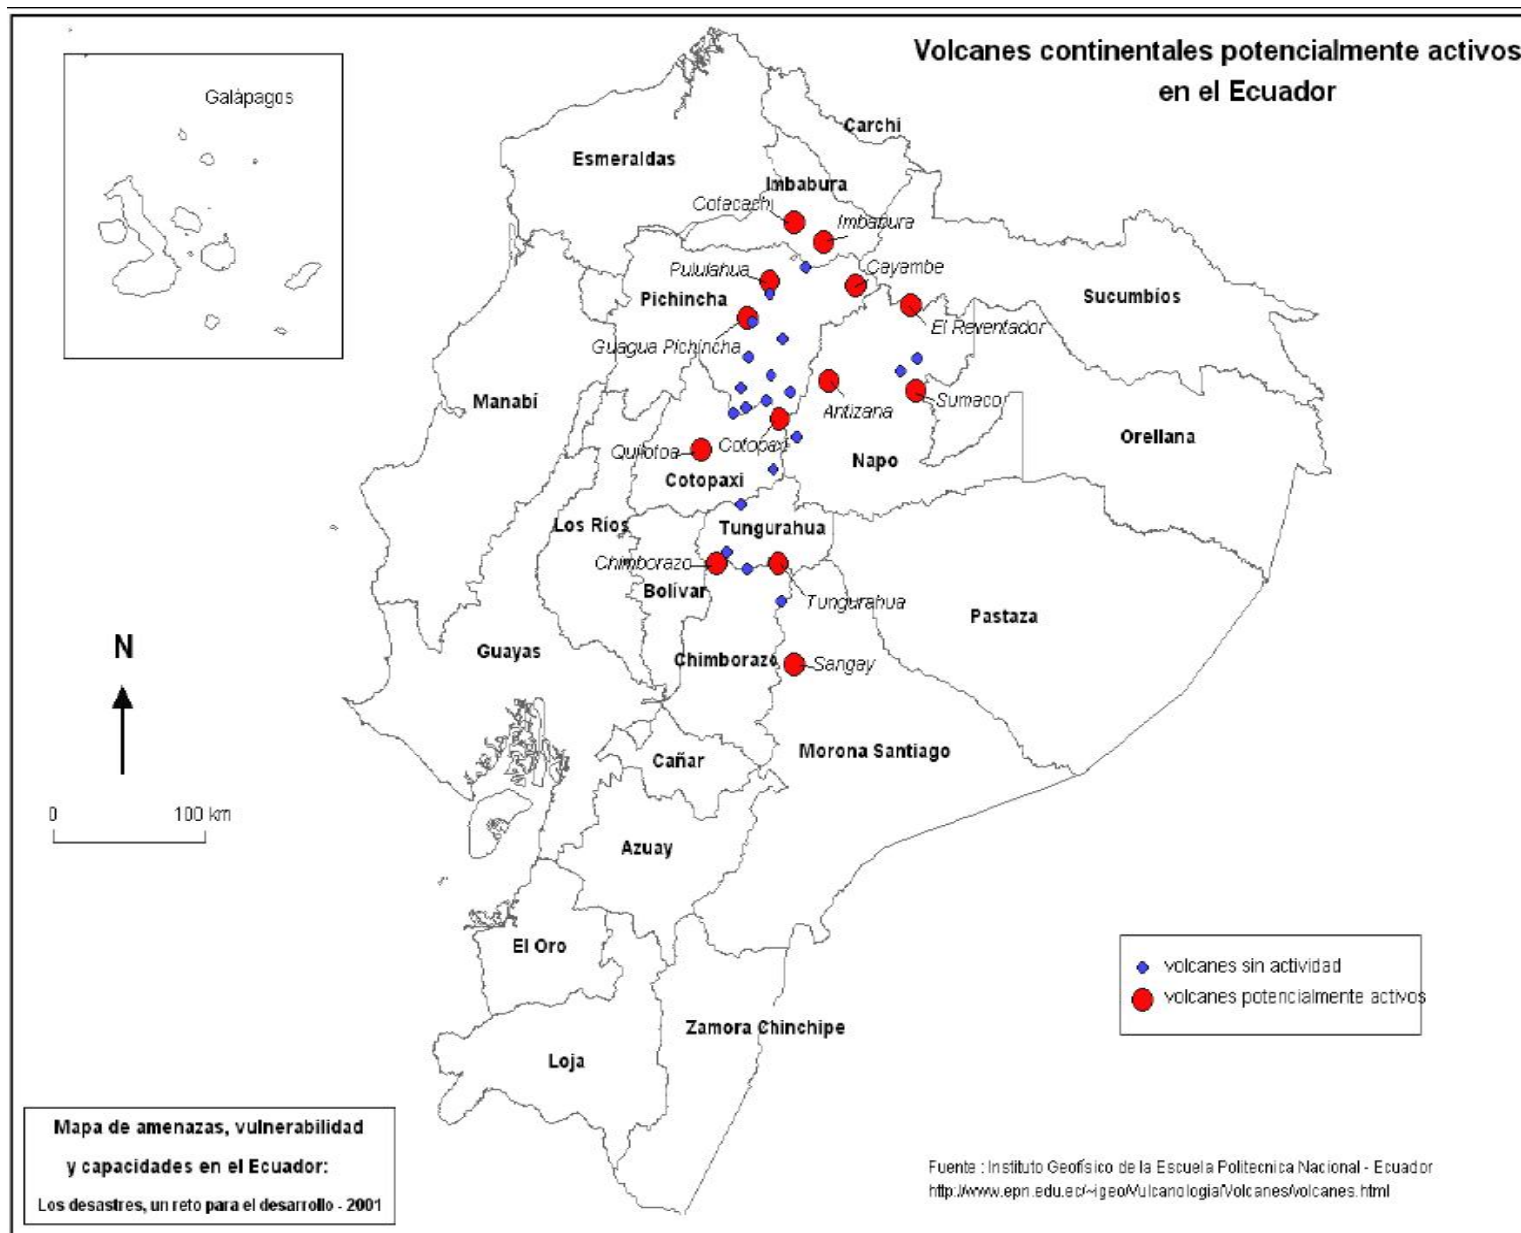 Volcanes continentales potencialmente activos
en el Ecuador
Galápagos
Carchi
Esmeraldas
Imbabura
Cotacachi
Imbabura
Pululahua
Cayambe
Pichincha
Sucumbíos
El Reventador
Guagua Pichincha
Manabí
Antizana
Sumaco
Orellana
Quilotoa
Cotopaxi
Napo
Cotopaxi
Los Ríos
Tungurahua
Chimborazo
Bolívar
Tungurahua
Pastaza
N
Guayas
Chimborazo
Sangay
Cañar
Morona Santiago
0 100 km
Azuay
El Oro
volcanes sin actividad
volcanes potencialmente activos
Zamora Chinchipe
Loja
Mapa de amenazas, vulnerabilidad
y capacidades en el Ecuador:
Los desastres, un reto para el desarrollo - 2001
Fuente : Instituto Geofísico de la Escuela Politecnica Nacional - Ecuador
http://www.epn.edu.ec/~igeo/Vulcanologia/Volcanes/volcanes.html